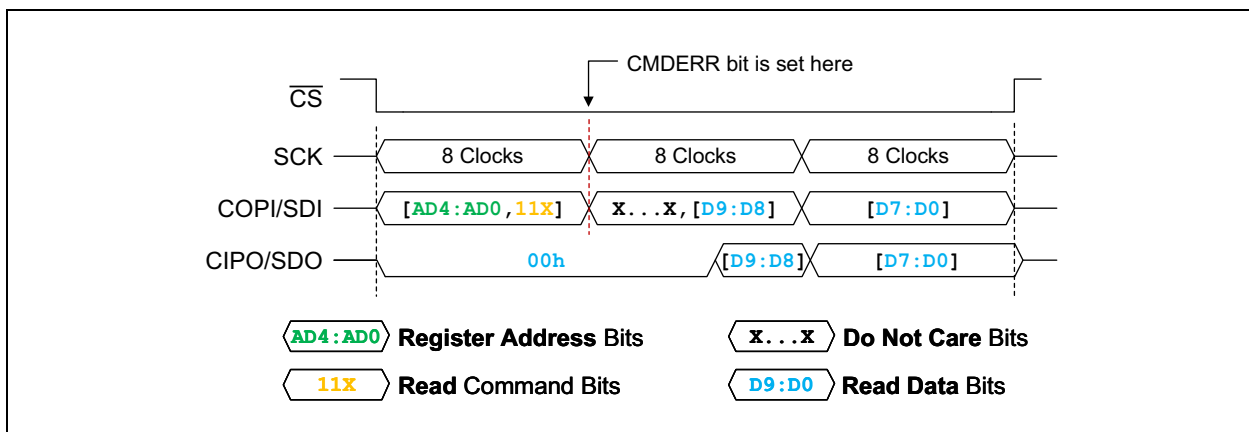 CMDERR bit is set here
CS
SCK 8 Clocks 8 Clocks 8 Clocks
COPI/SDI [AD4:AD0,11X] X...X,[D9:D8] [D7:D0]
CIPO/SDO 00h [D9:D8] [D7:D0]
AD4:AD0 Register Address Bits X...X Do Not Care Bits
11X Read Command Bits D9:D0 Read Data Bits